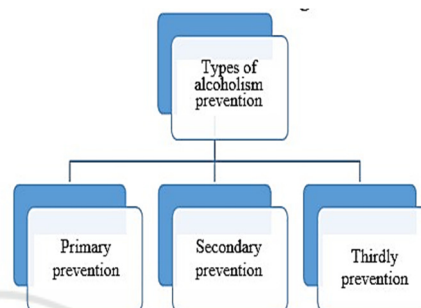 Types of
alcoholism
prevention
Primary
prevention
Secondary
prevention
Thirdly
prevention